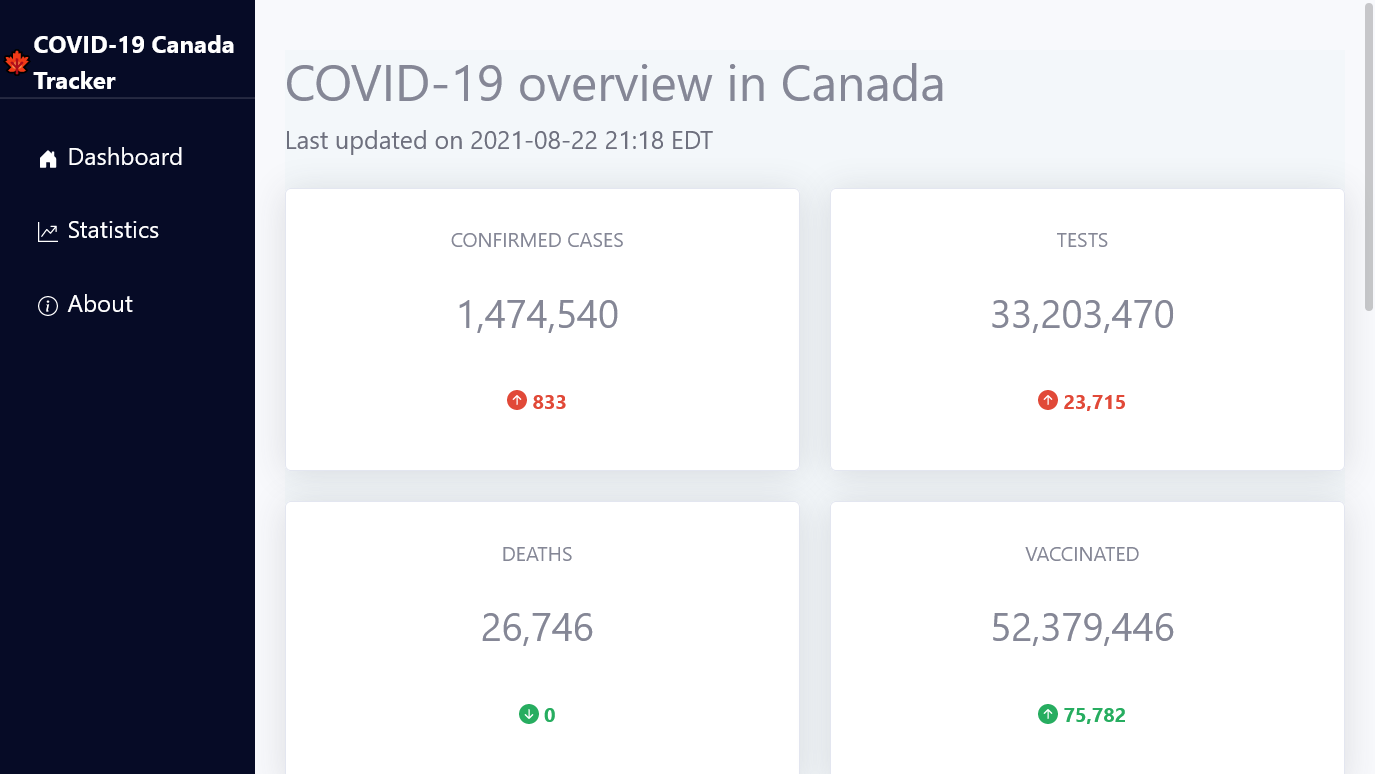 COVID-19 Canada
Tracker
Dashboard
Statistics
About
COVID-19 overview in Canada
Last updated on 2021-08-22 21:18 EDT
CONFIRMED CASES
1,474,540
833
TESTS
33,203,470
23,715
DEATHS
26,746
0
VACCINATED
52,379,446
75,782